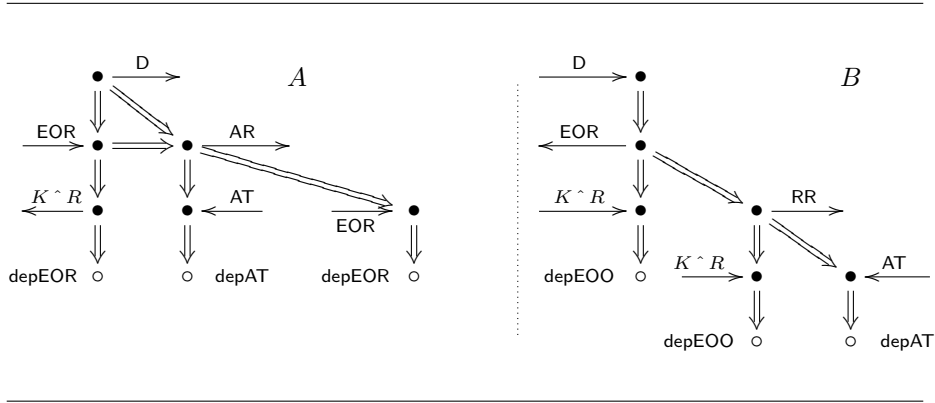 D A D B
EOR AR EOR
K ^ R AT EOR K ^ R RR
depEOR depAT depEOR depEOO K ^ R AT
depEOO depAT